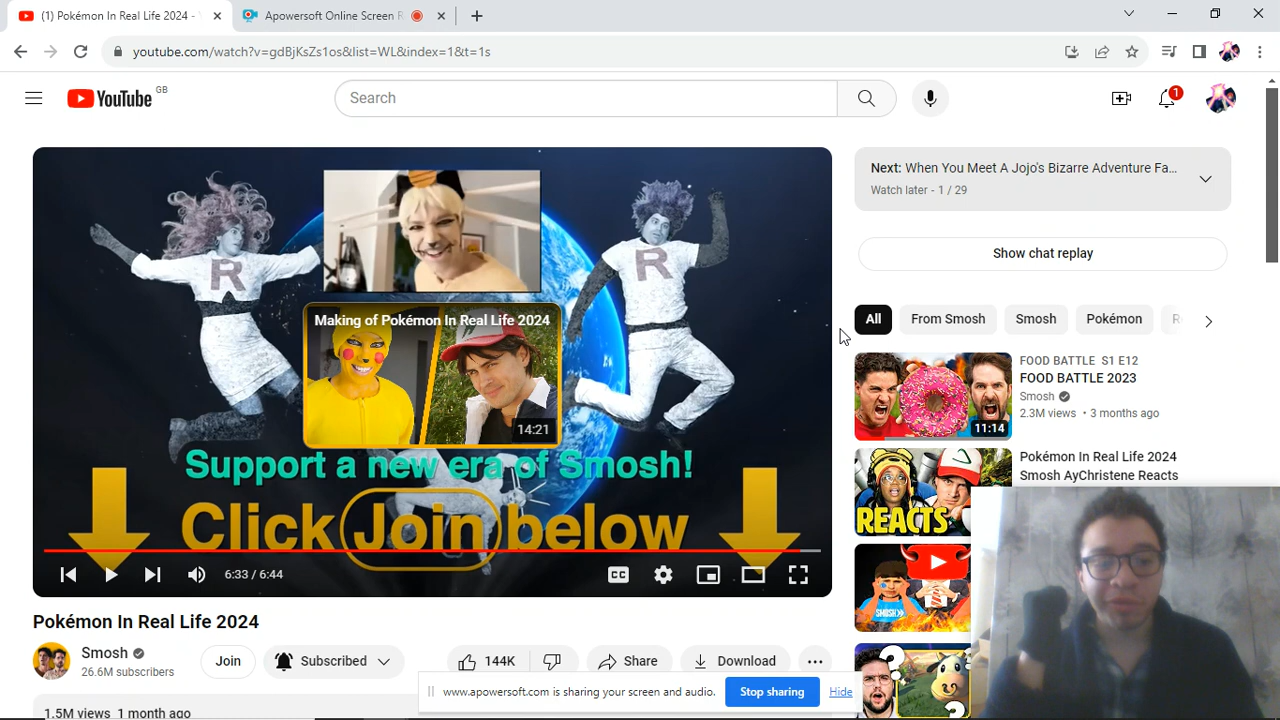 (1) Pokémon In Real Life 2024 -
Apowersoft Online Screen R
youtube.com/watch?v=gdBjKsZs1os&list=WL&index=1&t=1s
YouTube GB
Search
1
R
R
Making of Pokémon In Real Life 2024
14:21
Support a new era of Smosh!
Click Join below
6:33 / 6:44
CC
Pokémon In Real Life 2024
Smosh
26.6M subscribers
Join
Subscribed
144K
Share
Download
1.5M views 1 month ago
www.apowersoft.com is sharing your screen and audio.
Stop sharing
Hide
Next: When You Meet A Jojo's Bizarre Adventure Fa...
Watch later - 1 / 29
Show chat replay
All
From Smosh
Smosh
Pokémon
FOOD BATTLE S1 E12
FOOD BATTLE 2023
Smosh
2.3M views • 3 months ago
11:14
Pokémon In Real Life 2024
Smosh AyChristene Reacts
REACTS
SMOSH